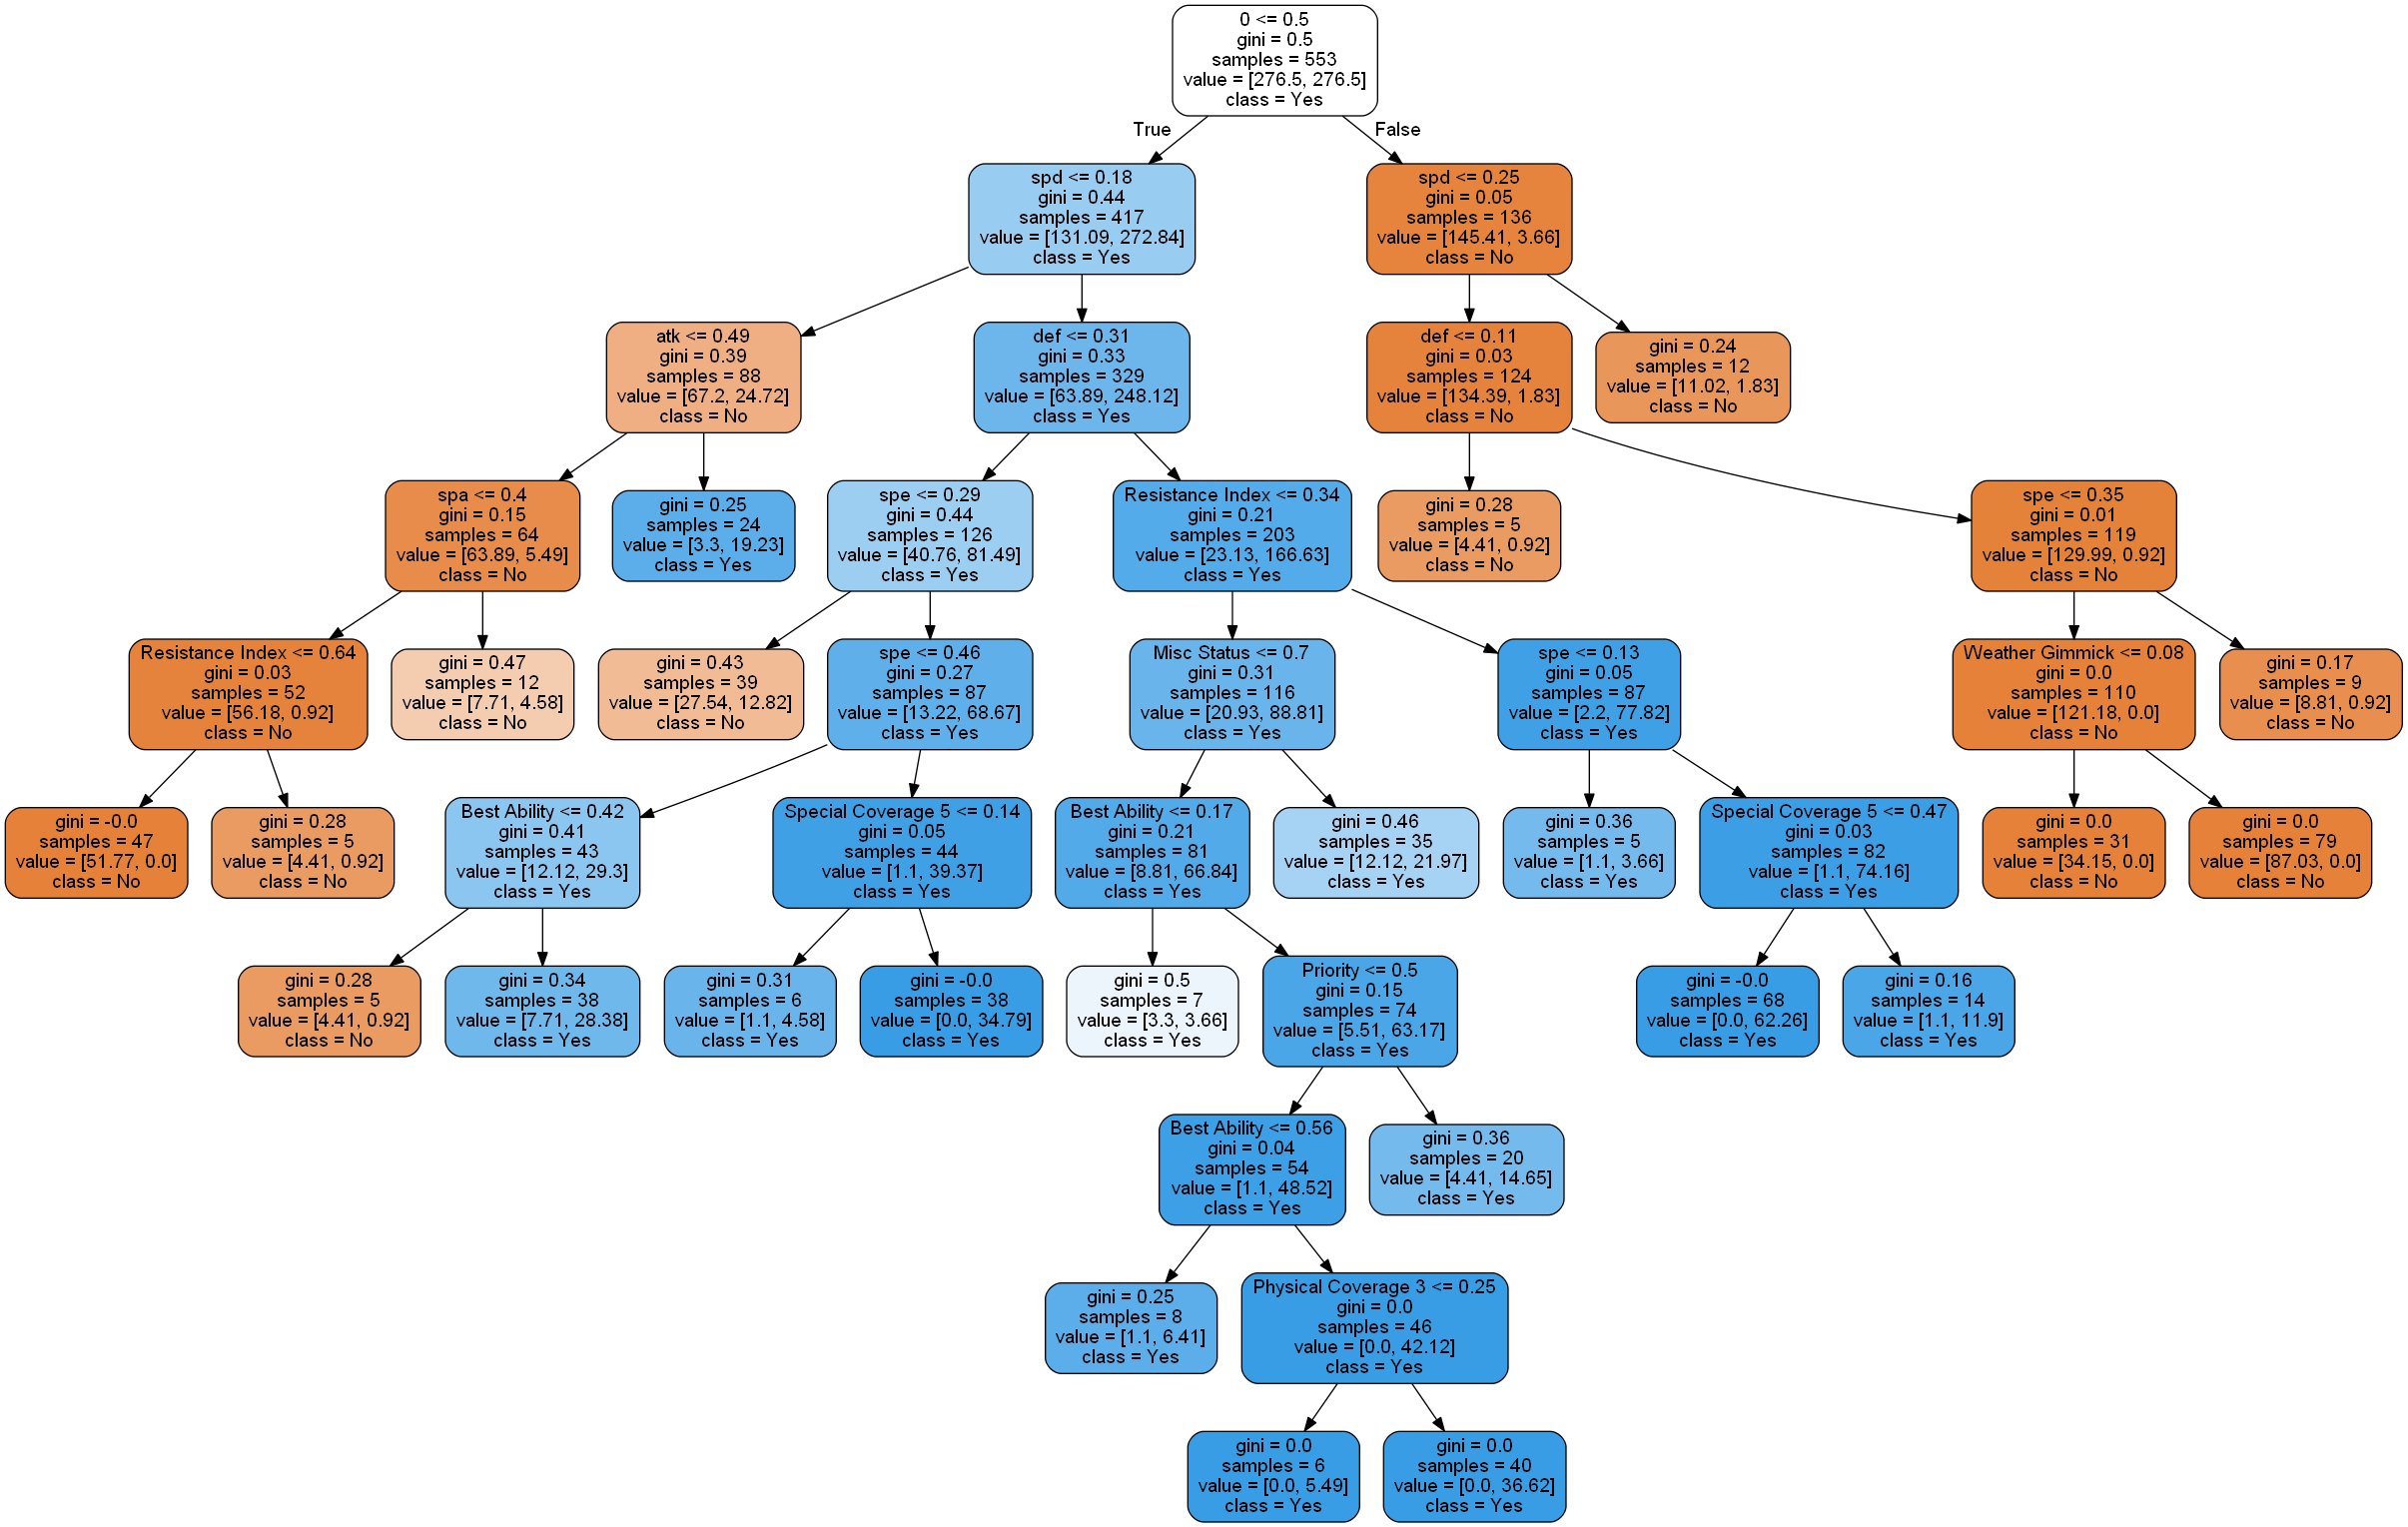 0 <= 0.5
gini = 0.5
samples = 553
value = [276.5, 276.5]
class = Yes
True
False
spd <= 0.18
gini = 0.44
samples = 417
value = [131.09, 272.84]
class = Yes
spd <= 0.25
gini = 0.05
samples = 136
value = [145.41, 3.66]
class = No
atk <= 0.49
gini = 0.39
samples = 88
value = [67.2, 24.72]
class = No
def <= 0.31
gini = 0.33
samples = 329
value = [63.89, 248.12]
class = Yes
def <= 0.11
gini = 0.03
samples = 124
value = [134.39, 1.83]
class = No
gini = 0.24
samples = 12
value = [11.02, 1.83]
class = No
spa <= 0.4
gini = 0.15
samples = 64
value = [63.89, 5.49]
class = No
gini = 0.25
samples = 24
value = [3.3, 19.23]
class = Yes
spe <= 0.29
gini = 0.44
samples = 126
value = [40.76, 81.49]
class = Yes
Resistance Index <= 0.34
gini = 0.21
samples = 203
value = [23.13, 166.63]
class = Yes
gini = 0.28
samples = 5
value = [4.41, 0.92]
class = No
spe <= 0.35
gini = 0.01
samples = 119
value = [129.99, 0.92]
class = No
Resistance Index <= 0.64
gini = 0.03
samples = 52
value = [56.18, 0.92]
class = No
gini = 0.47
samples = 12
value = [7.71, 4.58]
class = No
gini = 0.43
samples = 39
value = [27.54, 12.82]
class = No
spe <= 0.46
gini = 0.27
samples = 87
value = [13.22, 68.67]
class = Yes
Misc Status <= 0.7
gini = 0.31
samples = 116
value = [20.93, 88.81]
class = Yes
spe <= 0.13
gini = 0.05
samples = 87
value = [2.2, 77.82]
class = Yes
Weather Gimmick <= 0.08
gini = 0.0
samples = 110
value = [121.18, 0.0]
class = No
gini = 0.17
samples = 9
value = [8.81, 0.92]
class = No
gini = -0.0
samples = 47
value = [51.77, 0.0]
class = No
gini = 0.28
samples = 5
value = [4.41, 0.92]
class = No
Best Ability <= 0.42
gini = 0.41
samples = 43
value = [12.12, 29.3]
class = Yes
Special Coverage 5 <= 0.14
gini = 0.05
samples = 44
value = [1.1, 39.37]
class = Yes
Best Ability <= 0.17
gini = 0.21
samples = 81
value = [8.81, 66.84]
class = Yes
gini = 0.46
samples = 35
value = [12.12, 21.97]
class = Yes
gini = 0.36
samples = 5
value = [1.1, 3.66]
class = Yes
Special Coverage 5 <= 0.47
gini = 0.03
samples = 82
value = [1.1, 74.16]
class = Yes
gini = 0.0
samples = 31
value = [34.15, 0.0]
class = No
gini = 0.0
samples = 79
value = [87.03, 0.0]
class = No
gini = 0.28
samples = 5
value = [4.41, 0.92]
class = No
gini = 0.34
samples = 38
value = [7.71, 28.38]
class = Yes
gini = 0.31
samples = 6
value = [1.1, 4.58]
class = Yes
gini = -0.0
samples = 38
value = [0.0, 34.79]
class = Yes
gini = 0.5
samples = 7
value = [3.3, 3.66]
class = Yes
Priority <= 0.5
gini = 0.15
samples = 74
value = [5.51, 63.17]
class = Yes
gini = -0.0
samples = 68
value = [0.0, 62.26]
class = Yes
gini = 0.16
samples = 14
value = [1.1, 11.9]
class = Yes
Best Ability <= 0.56
gini = 0.04
samples = 54
value = [1.1, 48.52]
class = Yes
gini = 0.36
samples = 20
value = [4.41, 14.65]
class = Yes
gini = 0.25
samples = 8
value = [1.1, 6.41]
class = Yes
Physical Coverage 3 <= 0.25
gini = 0.0
samples = 46
value = [0.0, 42.12]
class = Yes
gini = 0.0
samples = 6
value = [0.0, 5.49]
class = Yes
gini = 0.0
samples = 40
value = [0.0, 36.62]
class = Yes